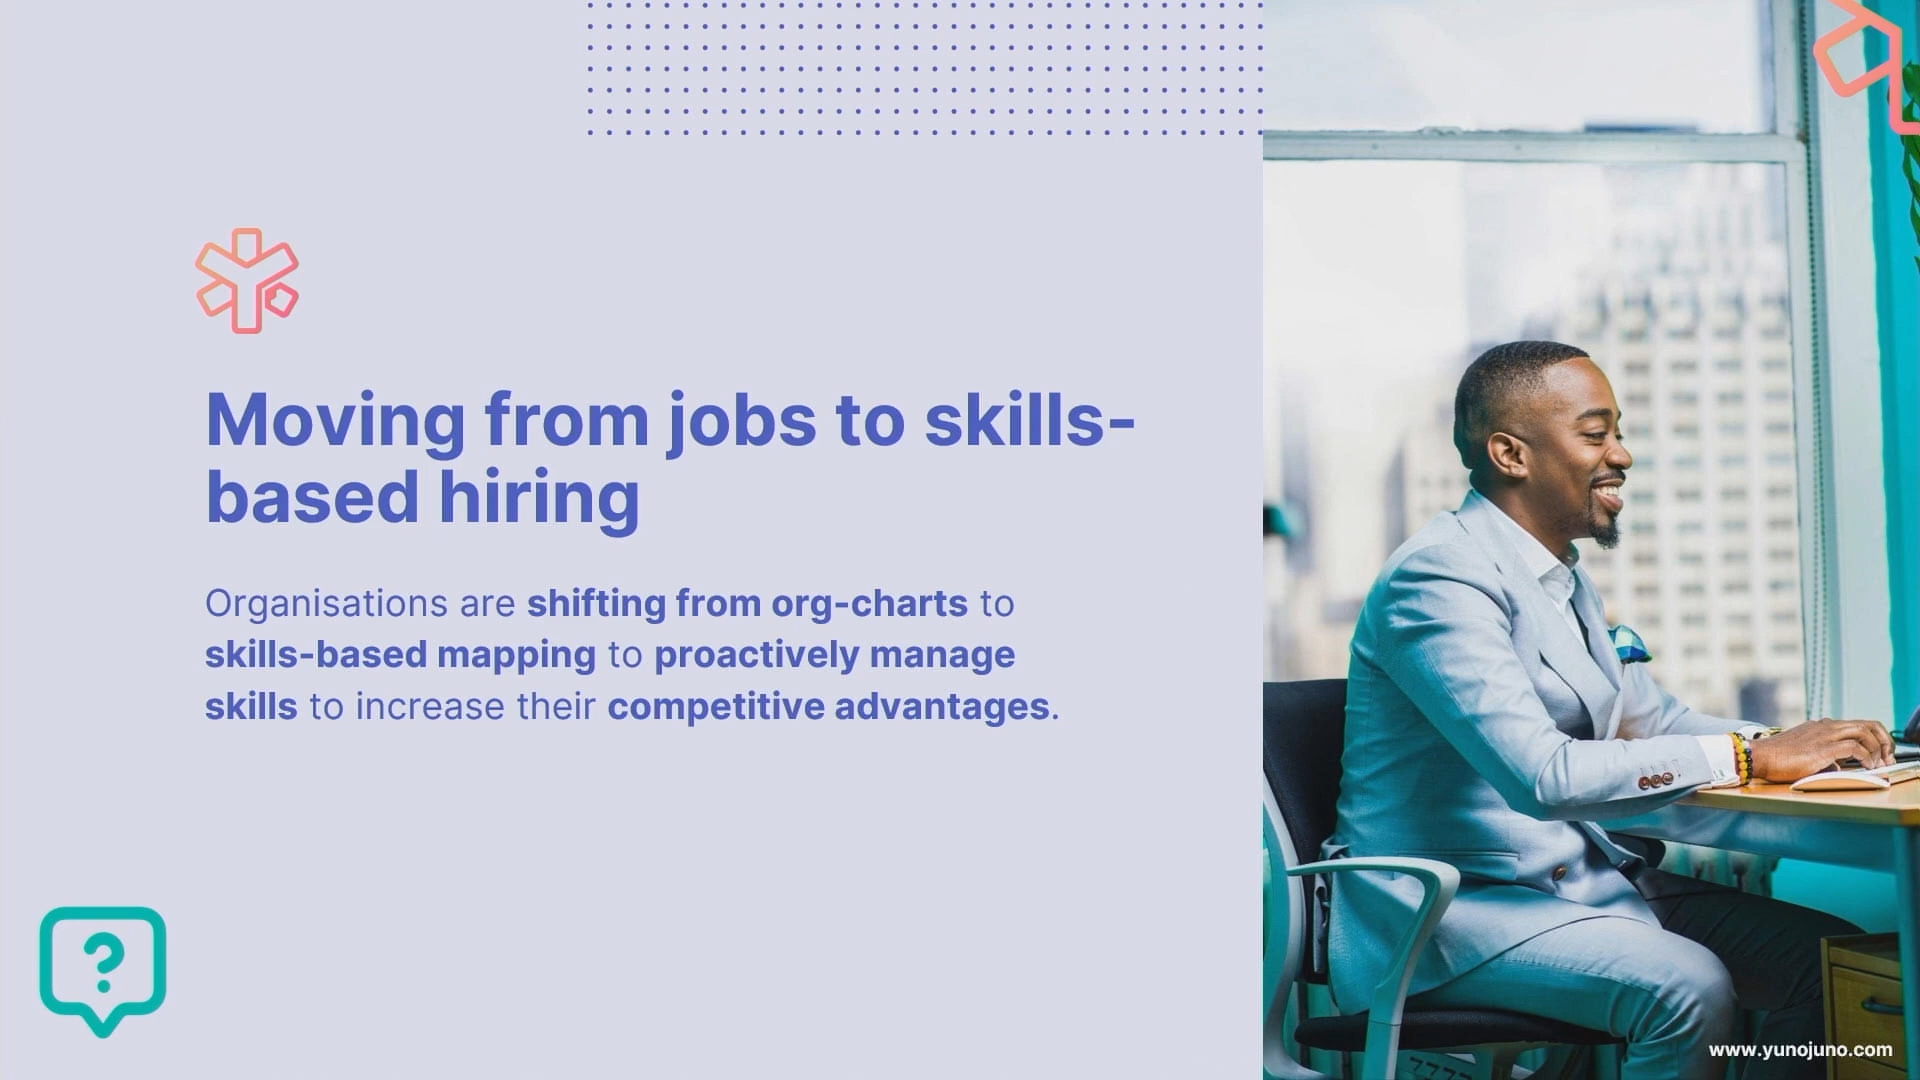 Moving from jobs to skills-
based hiring
Organisations are shifting from org-charts to
skills-based mapping to proactively manage
skills to increase their competitive advantages.
?
www.yunojuno.com